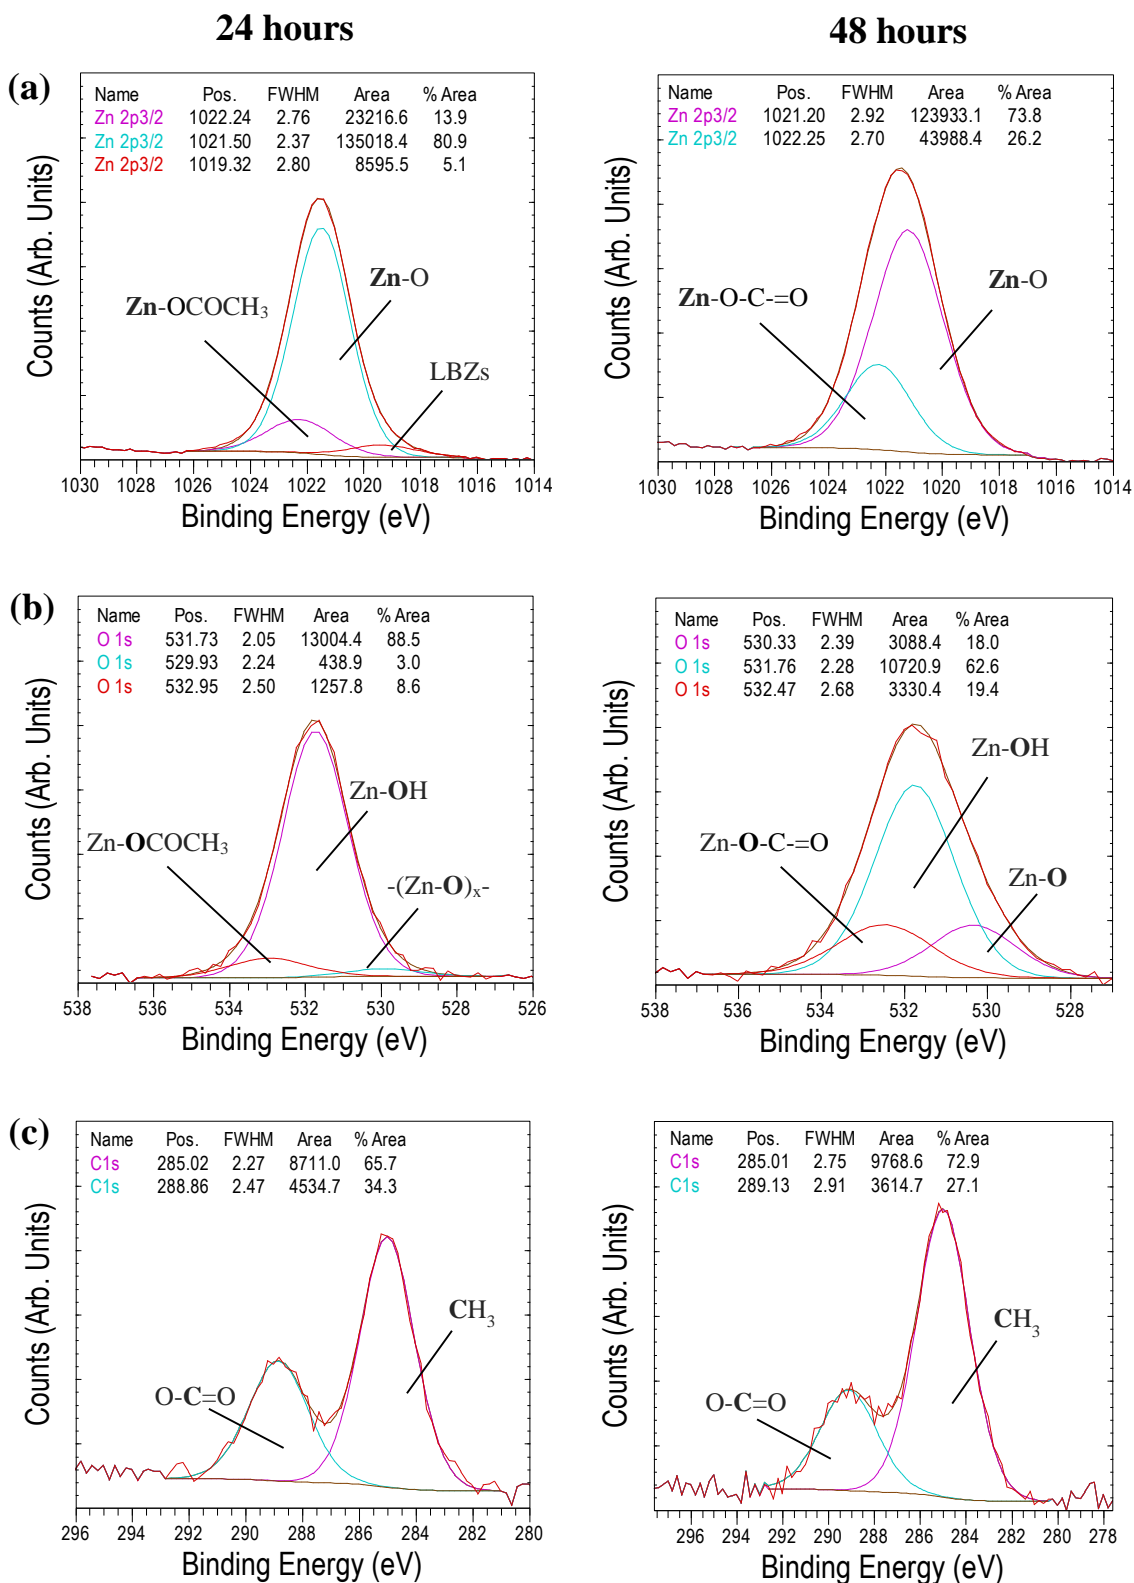 24 hours
48 hours
(a)
Name Pos. FWHM Area % Area
Zn 2p3/2 1022.24 2.76 23216.6 13.9
Zn 2p3/2 1021.50 2.37 135018.4 80.9
Zn 2p3/2 1019.32 2.80 8595.5 5.1
Zn-OCOCH₃
Zn-O
LBZs
Counts (Arb. Units)
1030 1028 1026 1024 1022 1020 1018 1016 1014
Binding Energy (eV)
Name Pos. FWHM Area % Area
Zn 2p3/2 1021.20 2.92 123933.1 73.8
Zn 2p3/2 1022.25 2.70 43988.4 26.2
Zn-O-C-=O
Zn-O
Counts (Arb. Units)
1030 1028 1026 1024 1022 1020 1018 1016 1014
Binding Energy (eV)
(b)
Name Pos. FWHM Area % Area
O 1s 531.73 2.05 13004.4 88.5
O 1s 529.93 2.24 438.9 3.0
O 1s 532.95 2.50 1257.8 8.6
Zn-OH
Zn-OCOCH₃
-(Zn-O)ₓ-
Counts (Arb. Units)
538 536 534 532 530 528 526
Binding Energy (eV)
Name Pos. FWHM Area % Area
O 1s 530.33 2.39 3088.4 18.0
O 1s 531.76 2.28 10720.9 62.6
O 1s 532.47 2.68 3330.4 19.4
Zn-OH
Zn-O-C-=O
Zn-O
Counts (Arb. Units)
538 536 534 532 530 528
Binding Energy (eV)
(c)
Name Pos. FWHM Area % Area
C1s 285.02 2.27 8711.0 65.7
C1s 288.86 2.47 4534.7 34.3
CH₃
O-C=O
Counts (Arb. Units)
296 294 292 290 288 286 284 282 280
Binding Energy (eV)
Name Pos. FWHM Area % Area
C1s 285.01 2.75 9768.6 72.9
C1s 289.13 2.91 3614.7 27.1
CH₃
O-C=O
Counts (Arb. Units)
296 294 292 290 288 286 284 282 280 278
Binding Energy (eV)